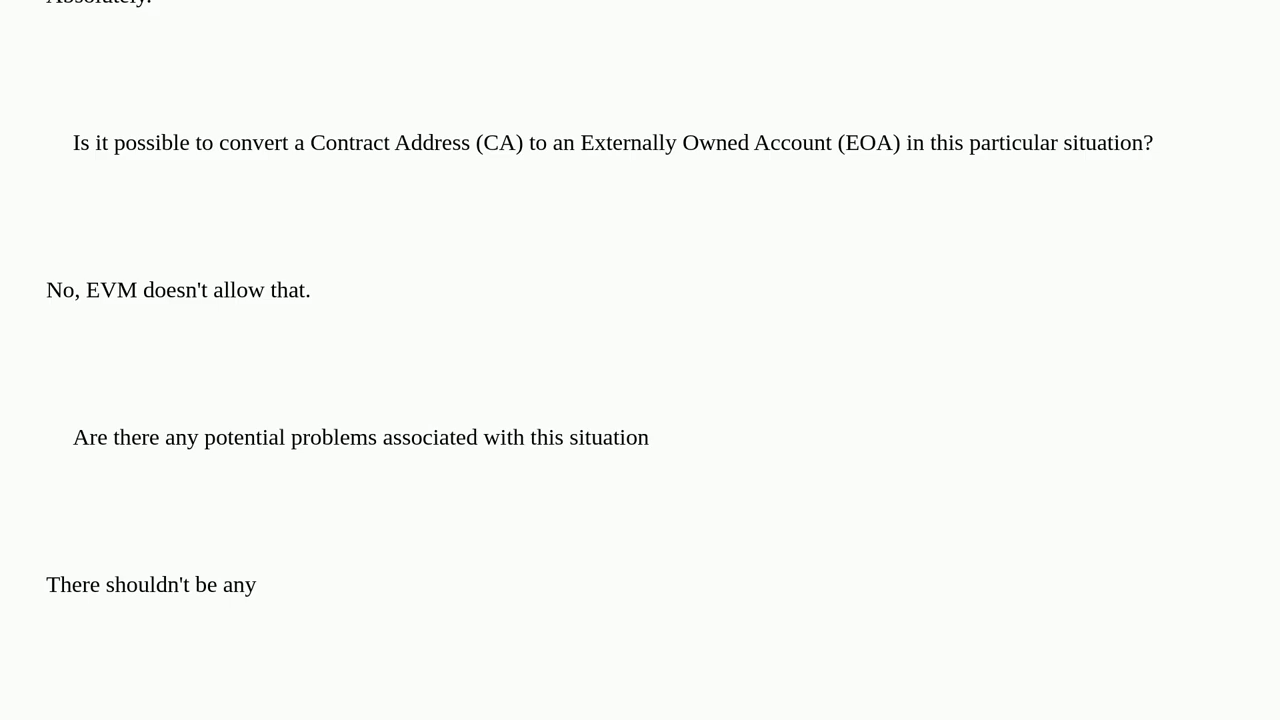 Absolutely.
Is it possible to convert a Contract Address (CA) to an Externally Owned Account (EOA) in this particular situation?
No, EVM doesn't allow that.
Are there any potential problems associated with this situation
There shouldn't be any